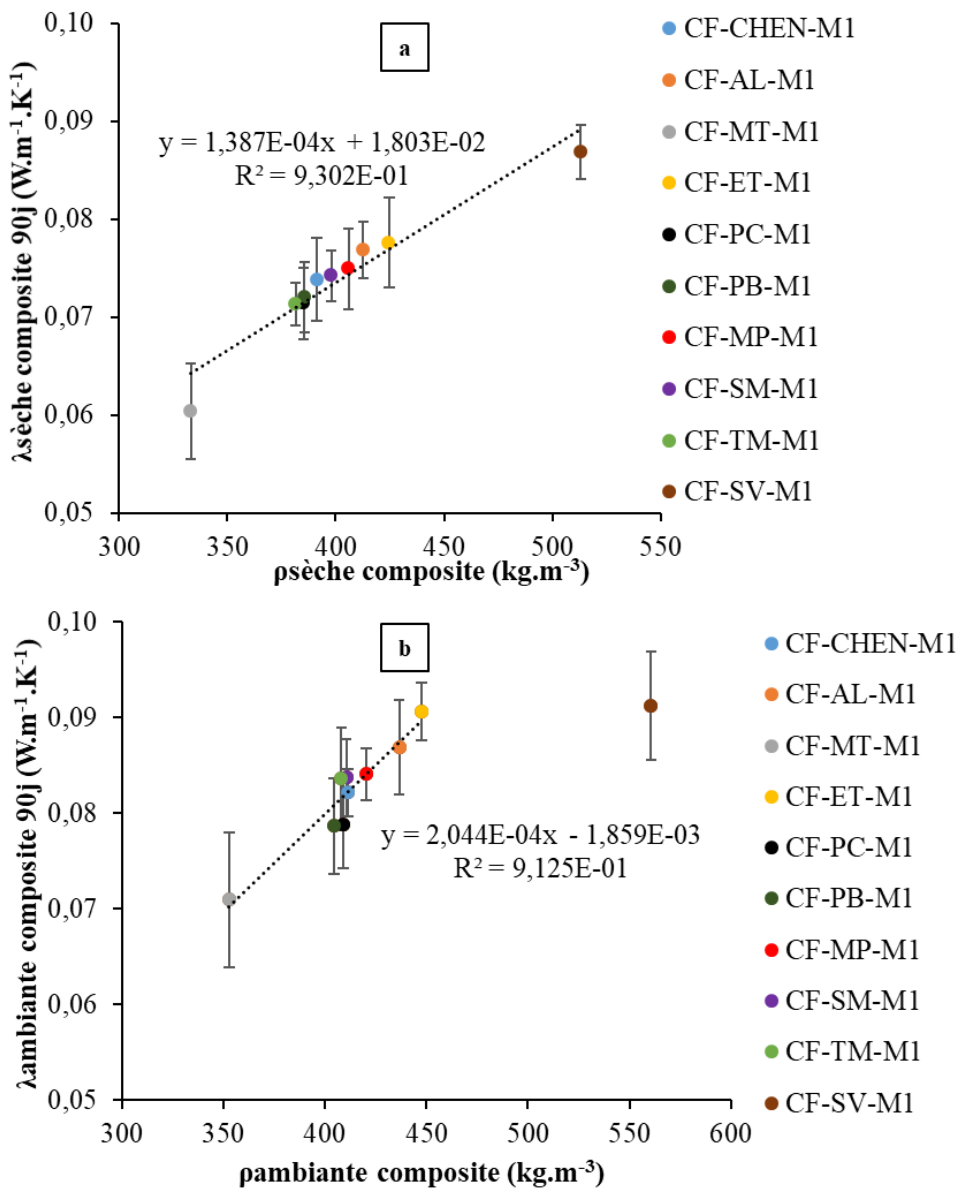 a
λsèche composite 90j (W.m⁻¹.K⁻¹)
0,10
0,09
0,08
0,07
0,06
0,05
y = 1,387E-04x + 1,803E-02
R² = 9,302E-01
300 350 400 450 500 550
ρsèche composite (kg.m⁻³)
CF-CHEN-M1
CF-AL-M1
CF-MT-M1
CF-ET-M1
CF-PC-M1
CF-PB-M1
CF-MP-M1
CF-SM-M1
CF-TM-M1
CF-SV-M1
b
λambiante composite 90j (W.m⁻¹.K⁻¹)
0,10
0,09
0,08
0,07
0,06
0,05
y = 2,044E-04x - 1,859E-03
R² = 9,125E-01
300 350 400 450 500 550 600
ρambiante composite (kg.m⁻³)
CF-CHEN-M1
CF-AL-M1
CF-MT-M1
CF-ET-M1
CF-PC-M1
CF-PB-M1
CF-MP-M1
CF-SM-M1
CF-TM-M1
CF-SV-M1